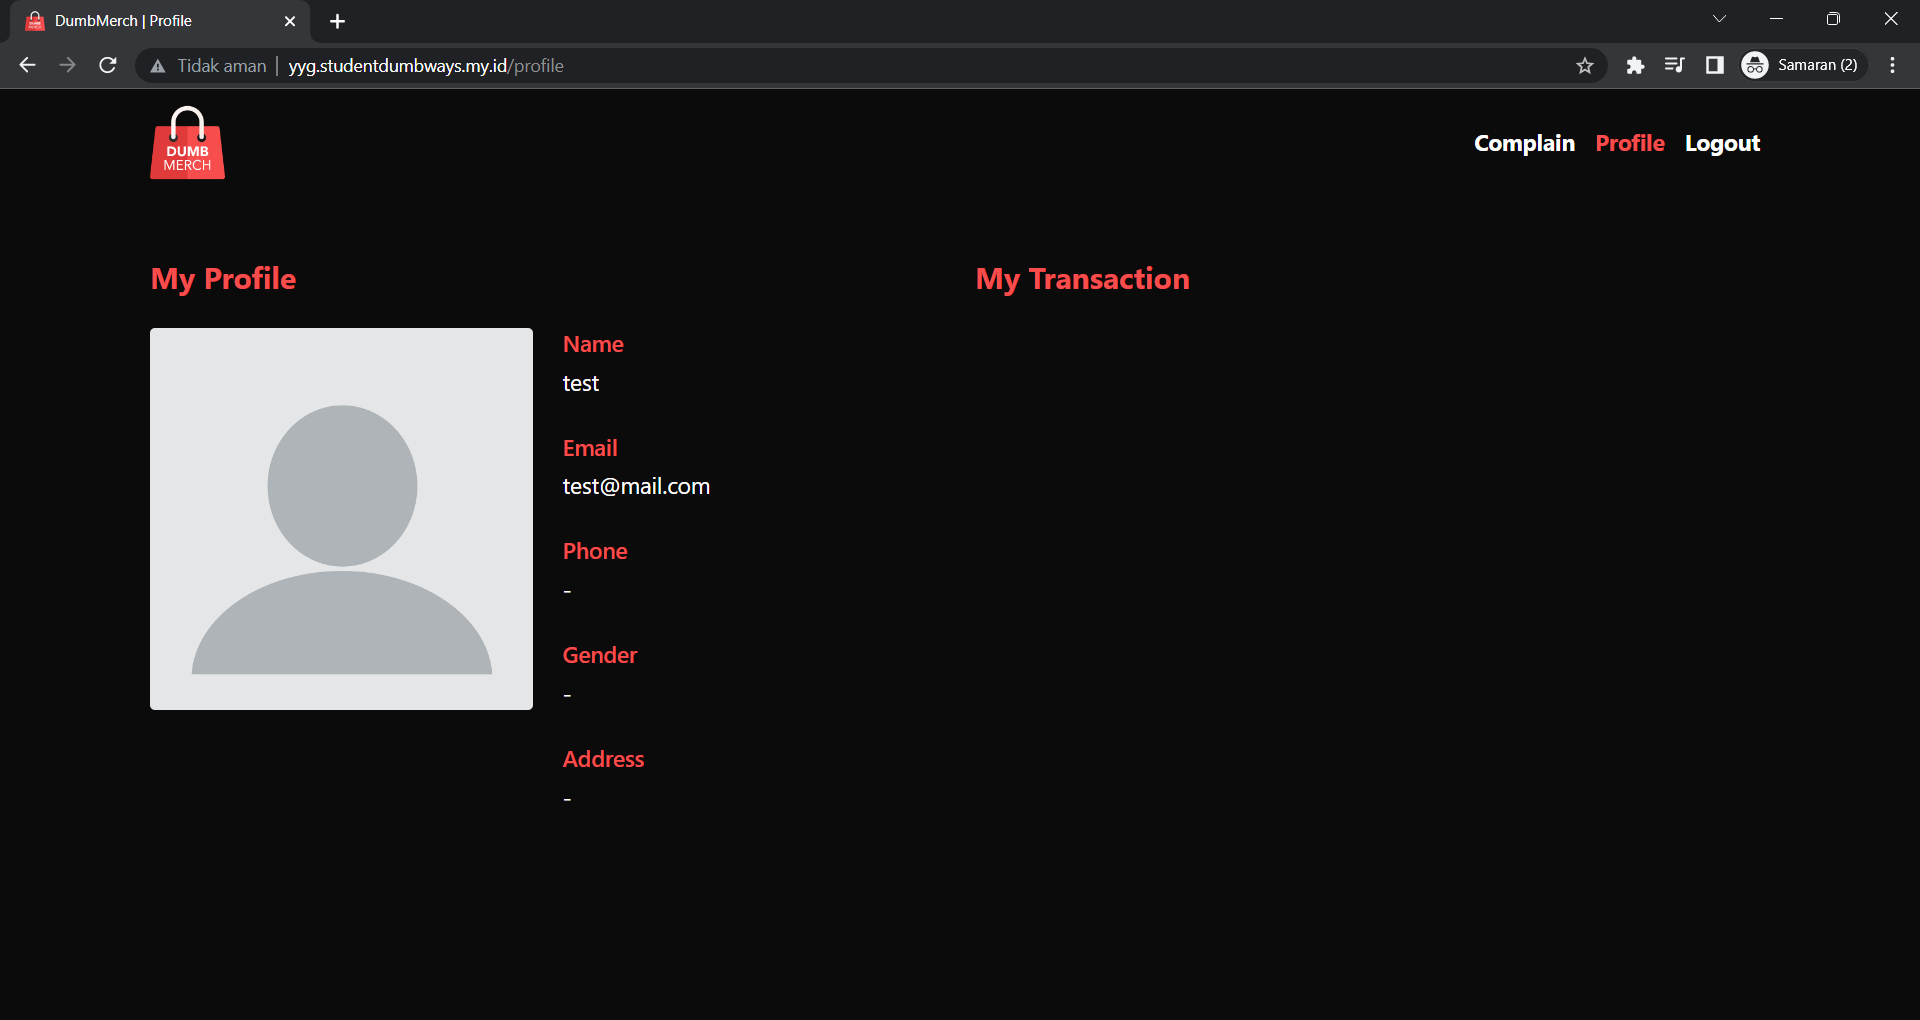 DumbMerch | Profile
Tidak aman | yyg.studentdumbways.my.id/profile
Samaran (2)
DUMB
MERCH
Complain Profile Logout
My Profile
My Transaction
Name
test
Email
test@mail.com
Phone
-
Gender
-
Address
-